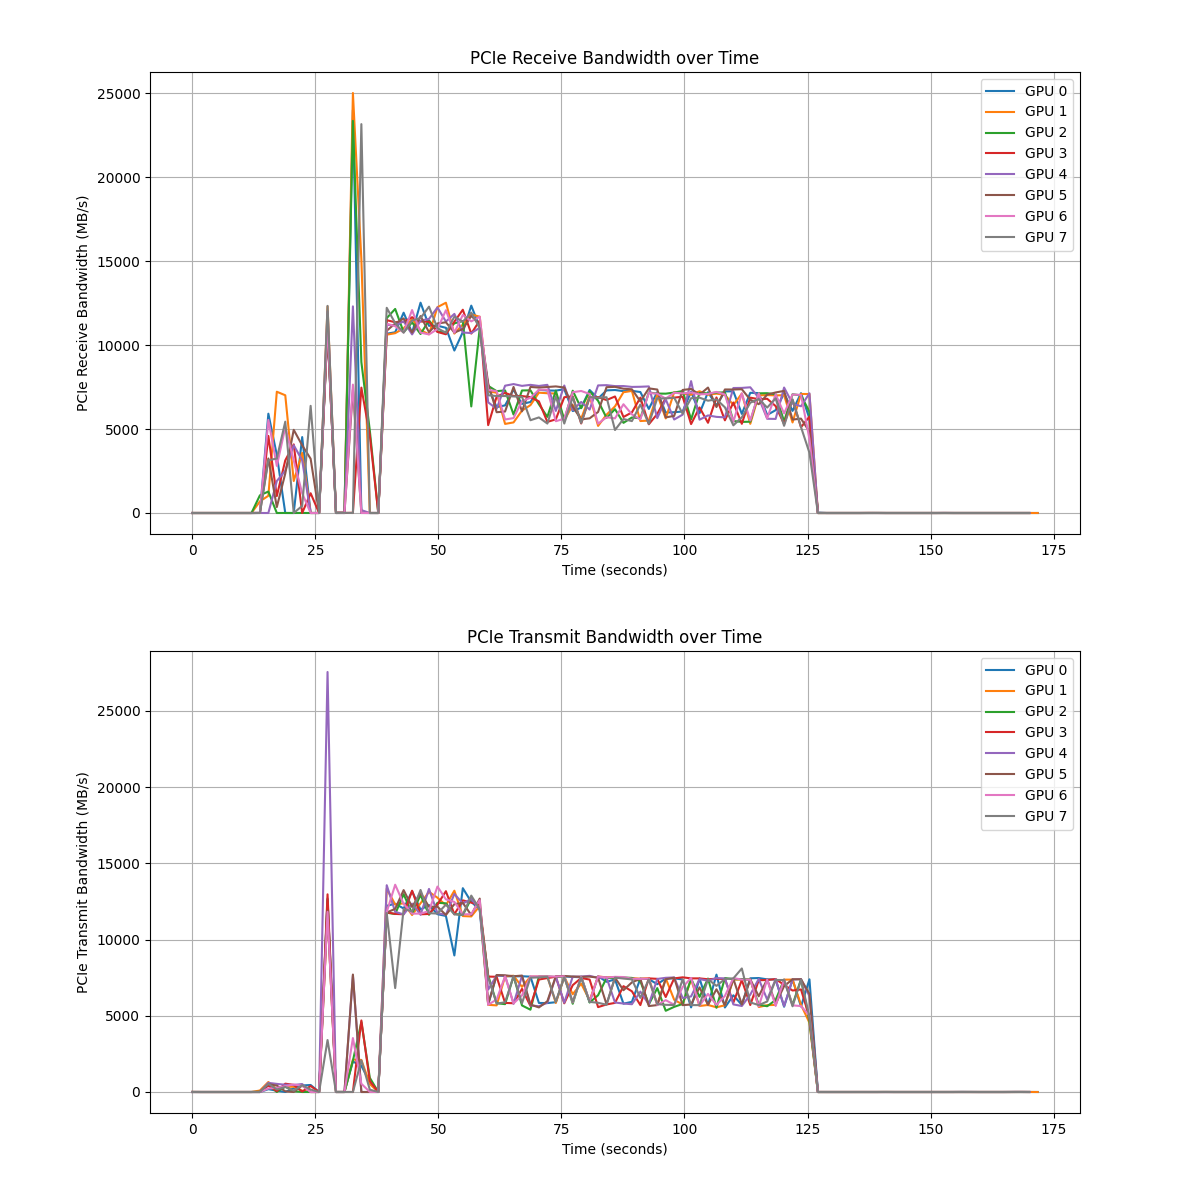 PCIe Receive Bandwidth over Time
PCIe Receive Bandwidth (MB/s)
25000
20000
15000
10000
5000
0
0 25 50 75 100 125 150 175
Time (seconds)
GPU 0
GPU 1
GPU 2
GPU 3
GPU 4
GPU 5
GPU 6
GPU 7
PCIe Transmit Bandwidth over Time
PCIe Transmit Bandwidth (MB/s)
25000
20000
15000
10000
5000
0
0 25 50 75 100 125 150 175
Time (seconds)
GPU 0
GPU 1
GPU 2
GPU 3
GPU 4
GPU 5
GPU 6
GPU 7